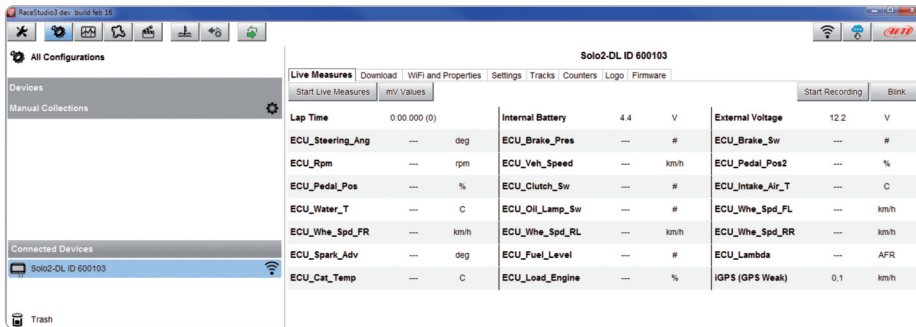 RaceStudio3 dev build feb 16
All Configurations
Devices
Manual Collections
Connected Devices
Solo2-DL ID 600103
Trash
AiM
Solo2-DL ID 600103
Live Measures Download WiFi and Properties Settings Tracks Counters Logo Firmware
Start Live Measures mV Values Start Recording Blink
Lap Time 0:00.000 (0) Internal Battery 4.4 V External Voltage 12.2 V
ECU_Steering_Ang --- deg ECU_Brake_Pres --- # ECU_Brake_Sw --- #
ECU_Rpm --- rpm ECU_Veh_Speed --- km/h ECU_Pedal_Pos2 --- %
ECU_Pedal_Pos --- % ECU_Clutch_Sw --- # ECU_Intake_Air_T --- C
ECU_Water_T --- C ECU_Oil_Lamp_Sw --- # ECU_Whe_Spd_FL --- km/h
ECU_Whe_Spd_FR --- km/h ECU_Whe_Spd_RL --- km/h ECU_Whe_Spd_RR --- km/h
ECU_Spark_Adv --- deg ECU_Fuel_Level --- # ECU_Lambda --- AFR
ECU_Cat_Temp --- C ECU_Load_Engine --- % iGPS (GPS Weak) 0,1 km/h